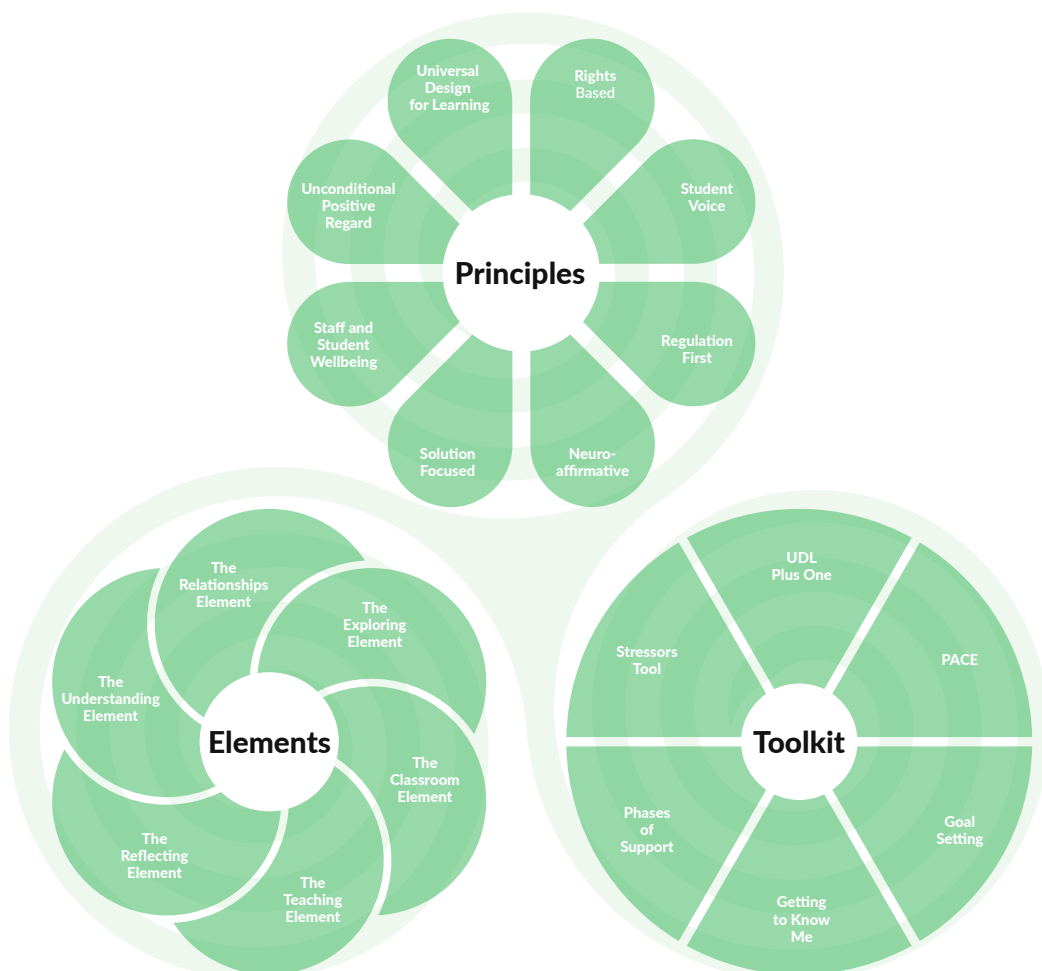 Universal
Design
for Learning
Rights
Based
Unconditional
Positive
Regard
Student
Voice
Principles
Staff and
Student
Wellbeing
Regulation
First
Solution
Focused
Neuro-
affirmative
The
Relationships
Element
The
Exploring
Element
The
Understanding
Element
Elements
The
Classroom
Element
The
Reflecting
Element
The
Teaching
Element
UDL
Plus One
Stressors
Tool
PACE
Toolkit
Phases
of
Support
Goal
Setting
Getting
to Know
Me